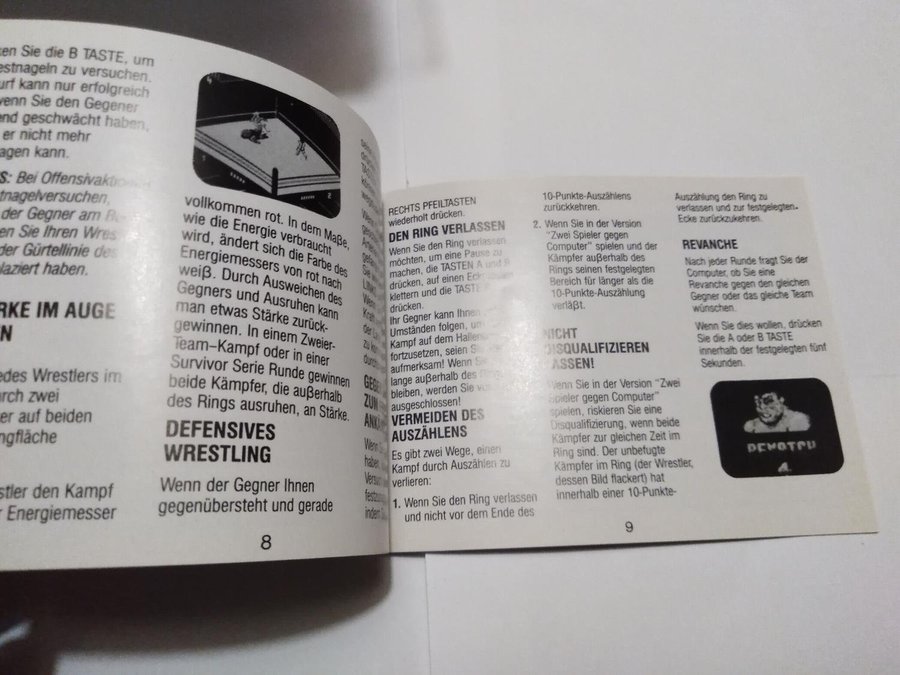 en Sie die B TASTE, um
estnageln zu versuchen.
urf kann nur erfolgreich
wenn Sie den Gegner
end geschwächt haben,
er nicht mehr
agen kann.
S: Bei Offensivaktionen
tnagelversuchen,
der Gegner am
en Sie Ihren
der Gürtellinie des
laziert haben.
RKE IM AUGE
N
edes Wrestlers im
rch zwei
er auf beiden
ngfläche
stler den Kampf
r Energiemesser
5
2
vollkommen rot. In dem Maße,
wie die Energie verbraucht
wird, ändert sich die Farbe des
Energiemessers von rot nach
weiß. Durch Ausweichen des
Gegners und Ausruhen kann
man etwas Stärke zurück-
gewinnen. In einem Zweier-
Team-Kampf oder in einer
Survivor Serie Runde gewinnen
beide Kämpfer, die außerhalb
des Rings ausruhen, an Stärke.
DEFENSIVES
WRESTLING
Wenn der Gegner Ihnen
gegenübersteht und gerade
8
RECHTS PFEILTASTEN
wiederholt drücken.
DEN RING VERLASSEN
Wenn Sie den Ring verlassen
möchten, um eine Pause zu
machen, die TASTEN A und B
drücken, auf einen
klettern und die TASTE
drücken.
Ihr Gegner kann Ihnen
Umständen folgen, um
Kampf auf dem
fortzusetzen, seien Sie
aufmerksam! Wenn
lange außerhalb des
bleiben, werden Sie
ausgeschlossen!
VERMEIDEN DES
AUSZÄHLENS
Es gibt zwei Wege, einen
Kampf durch Auszählen zu
verlieren:
1. Wenn Sie den Ring verlassen
und nicht vor dem Ende des
10-Punkte-Auszählens
zurückkehren.
2. Wenn Sie in der Version
"Zwei Spieler gegen
Computer" spielen und der
Kämpfer außerhalb des
Rings seinen festgelegten
Bereich für länger als die
10-Punkte-Auszählung
verläßt.
NICHT
DISQUALIFIZIEREN
LASSEN!
Wenn Sie in der Version "Zwei
Spieler gegen Computer"
spielen, riskieren Sie eine
Disqualifizierung, wenn beide
Kämpfer zur gleichen Zeit im
Ring sind. Der unbefugte
Kämpfer im Ring (der Wrestler,
dessen Bild flackert) hat
innerhalb einer 10-Punkte-
9
Auszählung den Ring zu
verlassen und zur festgelegten
Ecke zurückzukehren.
REVANCHE
Nach jeder Runde fragt Sie der
Computer, ob Sie eine
Revanche gegen den gleichen
Gegner oder das gleiche Team
wünschen.
Wenn Sie dies wollen, drücken
Sie die A oder B TASTE
innerhalb der festgelegten fünf
Sekunden.
REMATCH
4